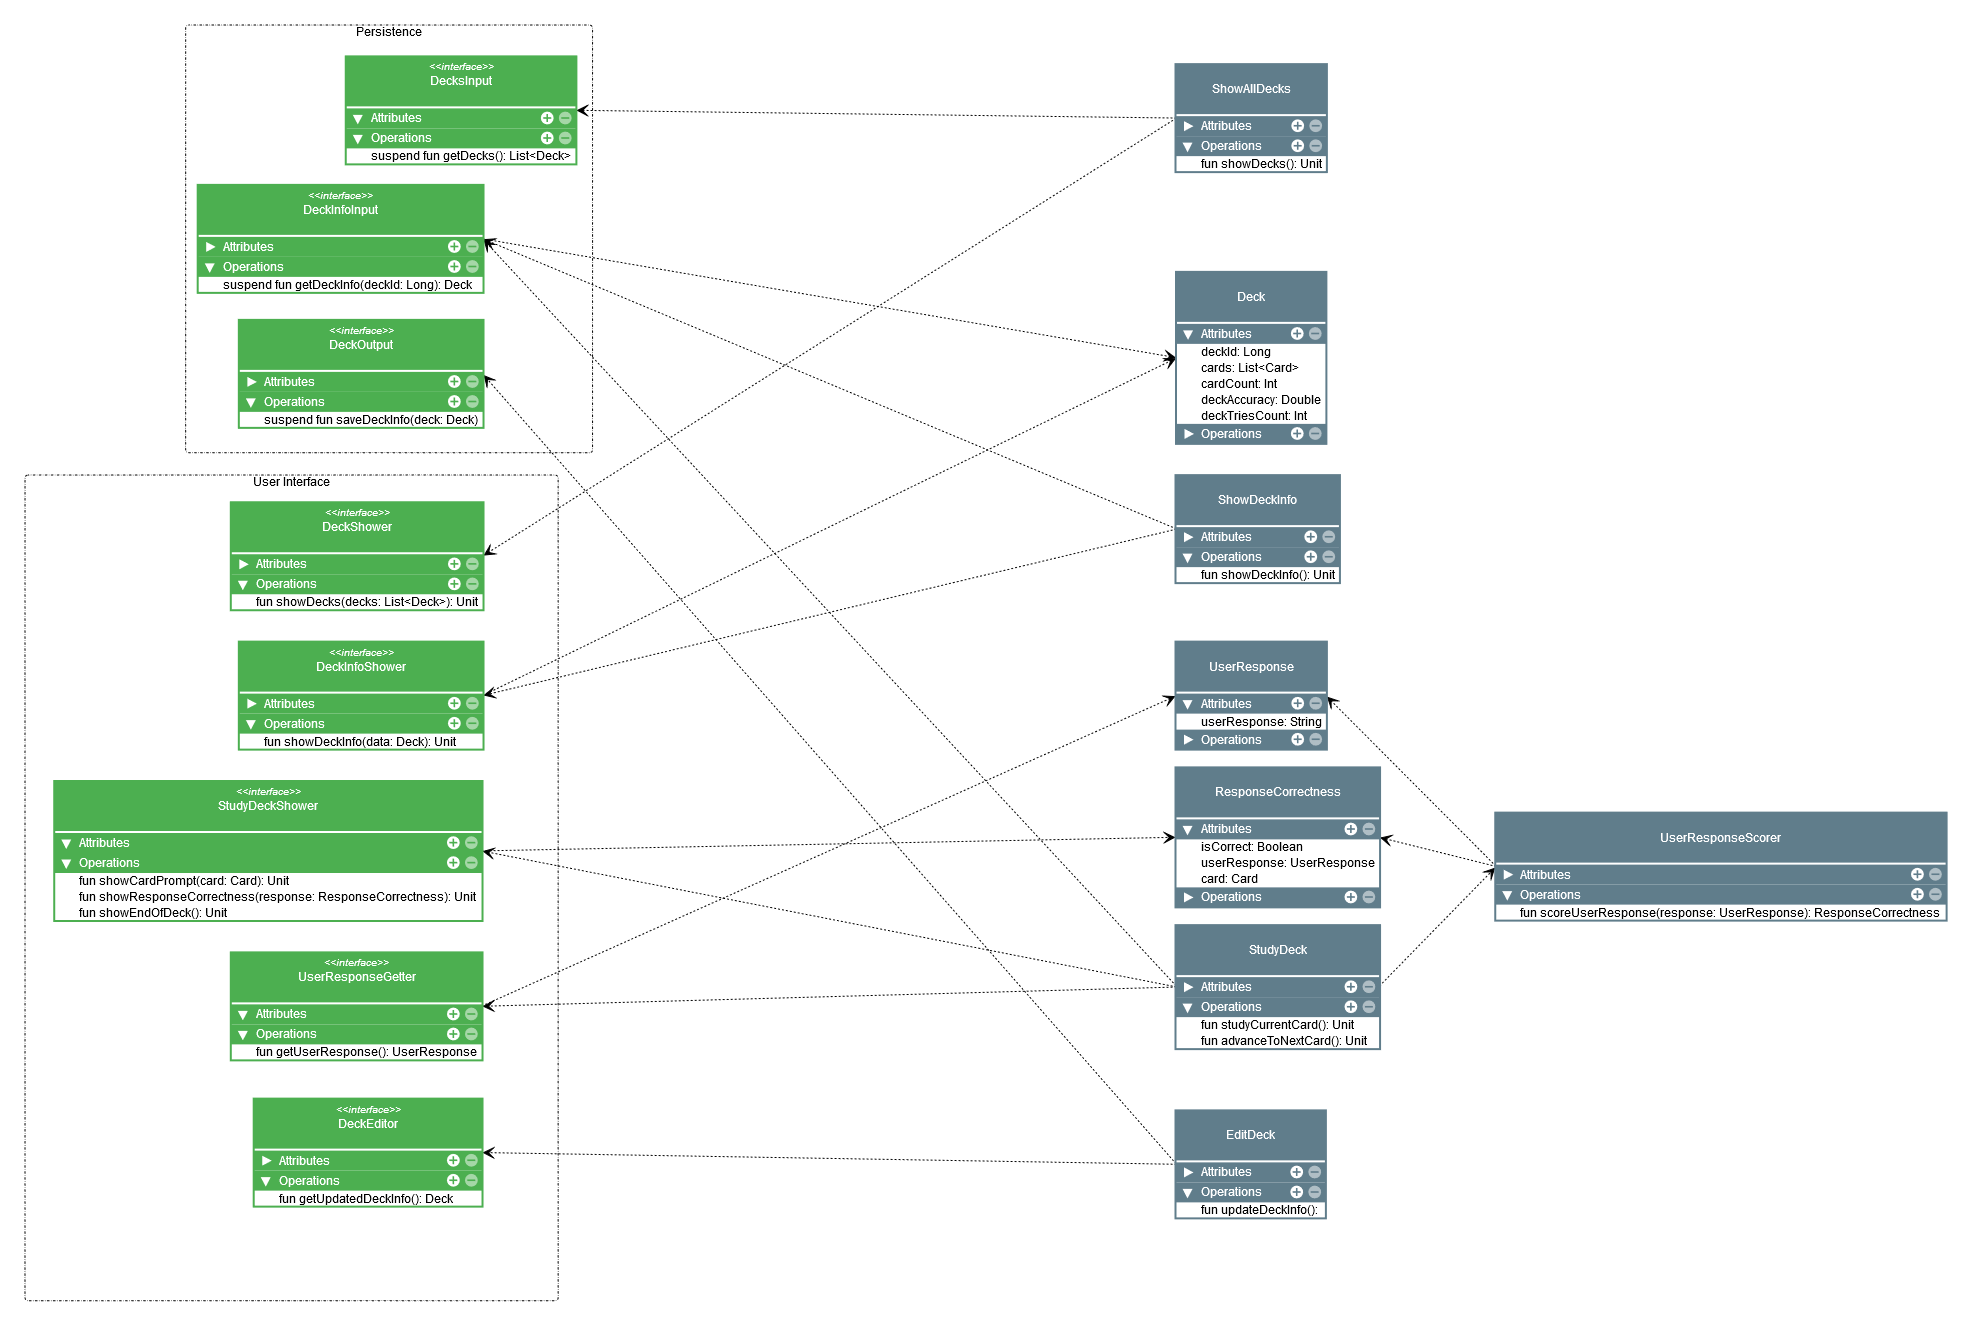 Persistence
<<interface>>
DecksInput
Attributes
Operations
suspend fun getDecks(): List<Deck>
<<interface>>
DeckInfoInput
Attributes
Operations
suspend fun getDeckInfo(deckId: Long): Deck
<<interface>>
DeckOutput
Attributes
Operations
suspend fun saveDeckInfo(deck: Deck)
User Interface
<<interface>>
DeckShower
Attributes
Operations
fun showDecks(decks: List<Deck>): Unit
<<interface>>
DeckInfoShower
Attributes
Operations
fun showDeckInfo(data: Deck): Unit
<<interface>>
StudyDeckShower
Attributes
Operations
fun showCardPrompt(card: Card): Unit
fun showResponseCorrectness(response: ResponseCorrectness): Unit
fun showEndOfDeck(): Unit
<<interface>>
UserResponseGetter
Attributes
Operations
fun getUserResponse(): UserResponse
<<interface>>
DeckEditor
Attributes
Operations
fun getUpdatedDeckInfo(): Deck
ShowAllDecks
Attributes
Operations
fun showDecks(): Unit
Deck
Attributes
deckId: Long
cards: List<Card>
cardCount: Int
deckAccuracy: Double
deckTriesCount: Int
Operations
ShowDeckInfo
Attributes
Operations
fun showDeckInfo(): Unit
UserResponse
Attributes
userResponse: String
Operations
ResponseCorrectness
Attributes
isCorrect: Boolean
userResponse: UserResponse
card: Card
Operations
StudyDeck
Attributes
Operations
fun studyCurrentCard(): Unit
fun advanceToNextCard(): Unit
EditDeck
Attributes
Operations
fun updateDeckInfo():
UserResponseScorer
Attributes
Operations
fun scoreUserResponse(response: UserResponse): ResponseCorrectness